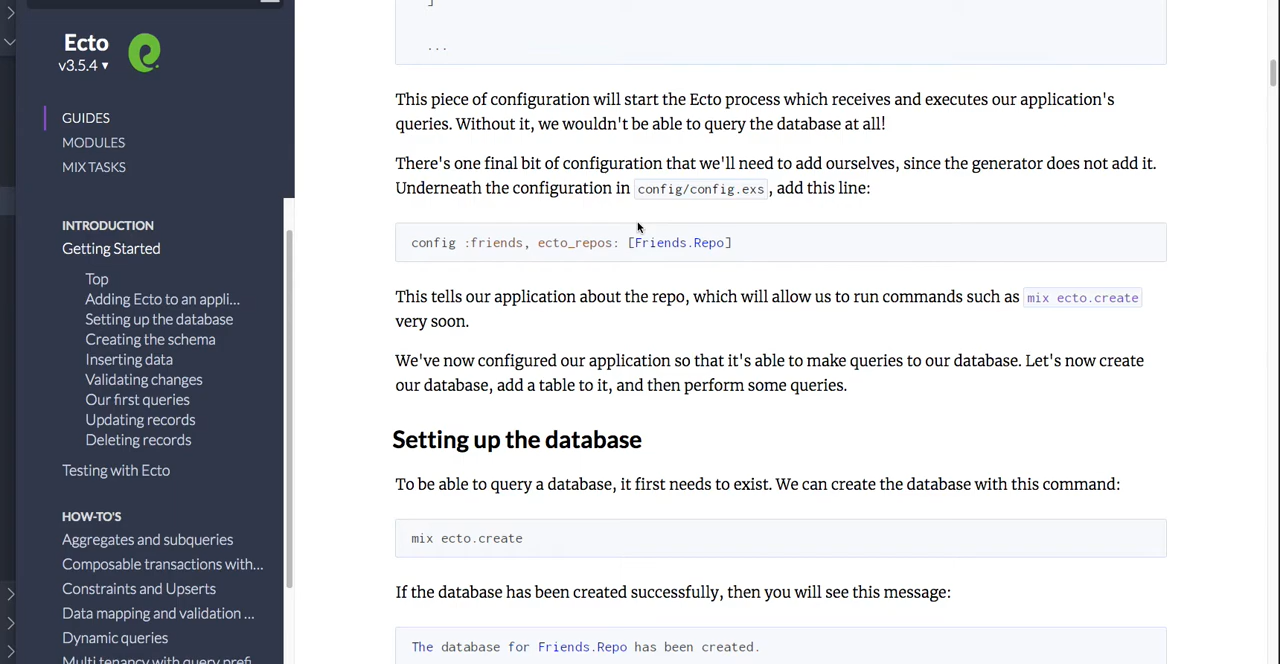 Ecto
v3.5.4 ▾
GUIDES
MODULES
MIX TASKS
INTRODUCTION
Getting Started
Top
Adding Ecto to an appli...
Setting up the database
Creating the schema
Inserting data
Validating changes
Our first queries
Updating records
Deleting records
Testing with Ecto
HOW-TO'S
Aggregates and subqueries
Composable transactions with...
Constraints and Upserts
Data mapping and validation ...
Dynamic queries
Multi tenancy with query prefi
]
...
This piece of configuration will start the Ecto process which receives and executes our application's
queries. Without it, we wouldn't be able to query the database at all!
There's one final bit of configuration that we'll need to add ourselves, since the generator does not add it.
Underneath the configuration in config/config.exs, add this line:
config :friends, ecto_repos: [Friends.Repo]
This tells our application about the repo, which will allow us to run commands such as mix ecto.create
very soon.
We've now configured our application so that it's able to make queries to our database. Let's now create
our database, add a table to it, and then perform some queries.
Setting up the database
To be able to query a database, it first needs to exist. We can create the database with this command:
mix ecto.create
If the database has been created successfully, then you will see this message:
The database for Friends.Repo has been created.